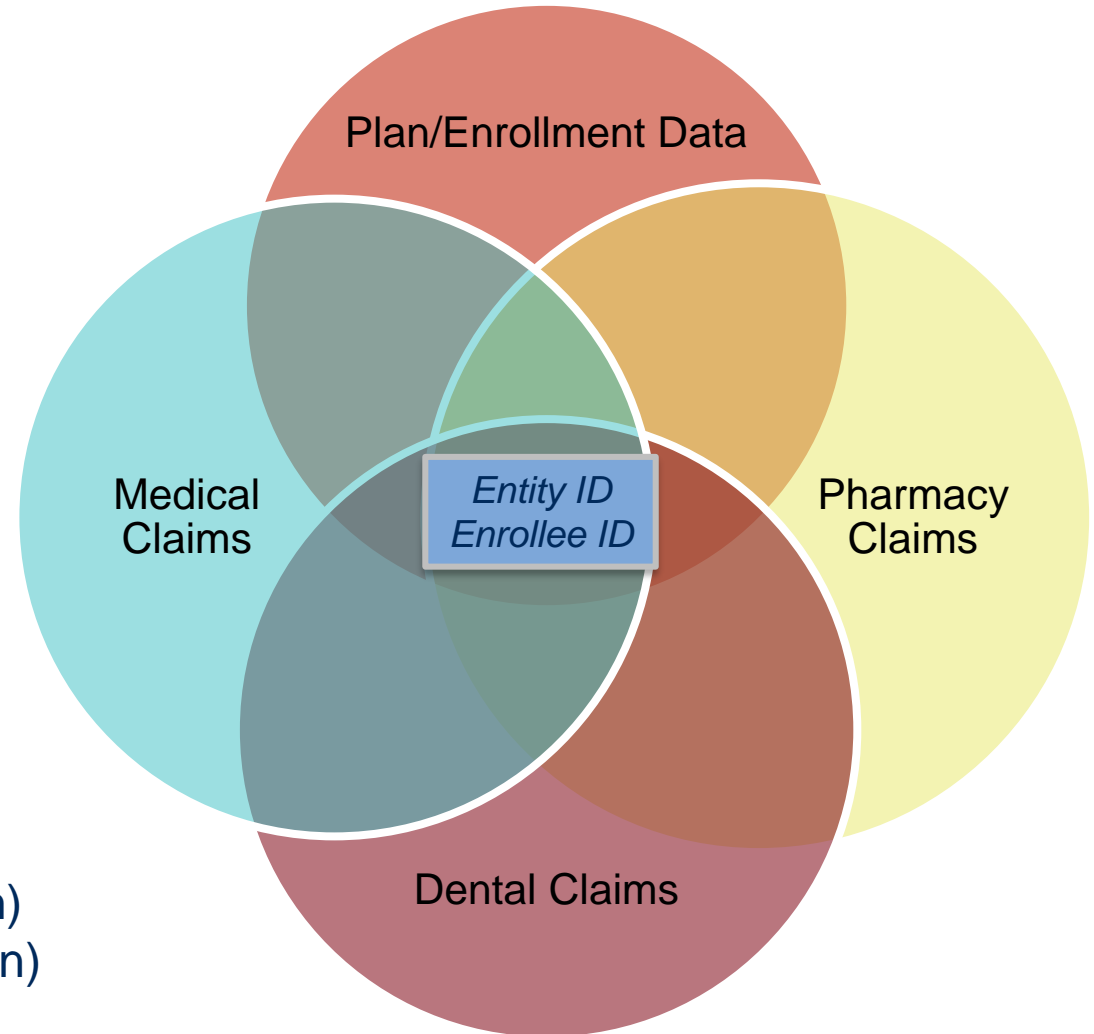 Plan/Enrollment Data
Medical
Claims
Entity ID
Enrollee ID
Pharmacy
Claims
Dental Claims
)
n)